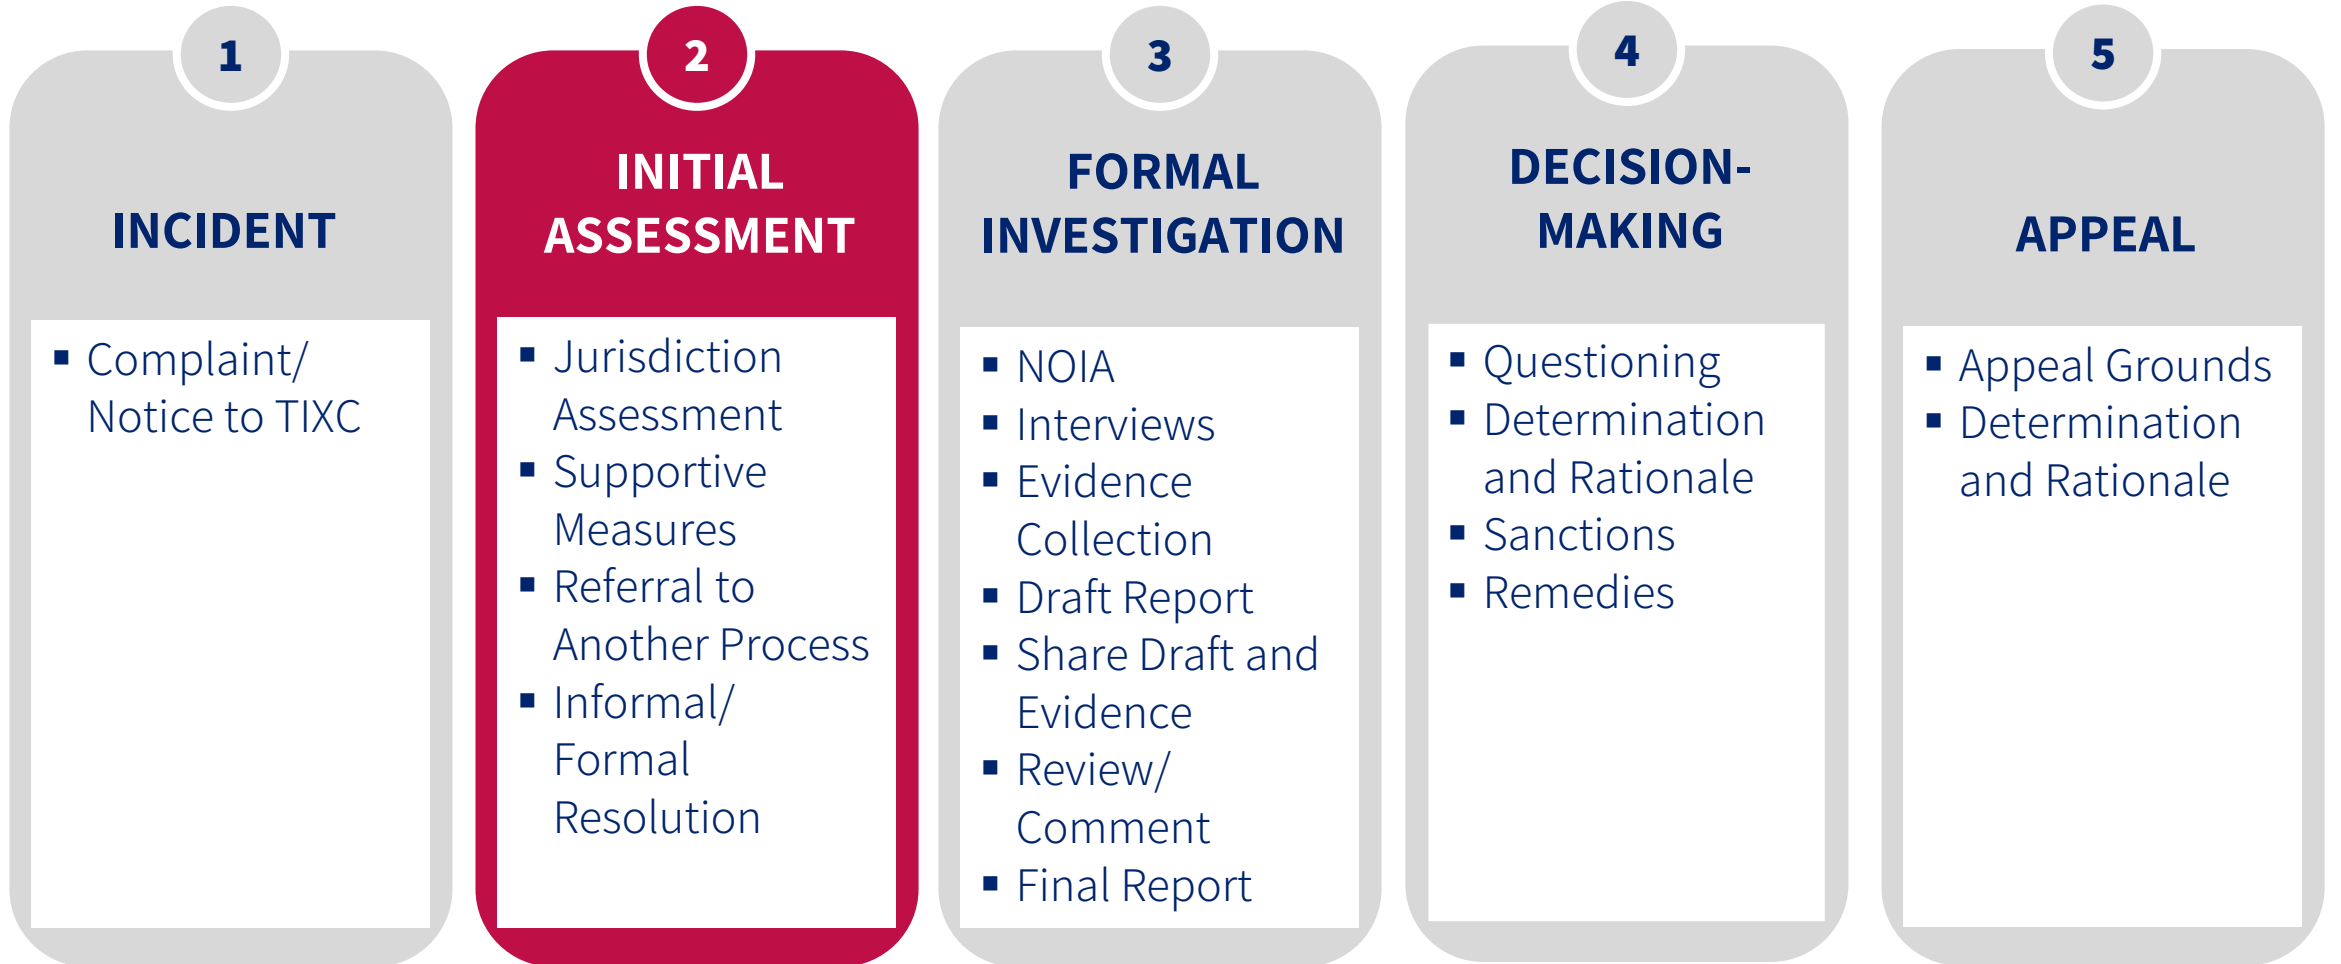 1
INCIDENT
▪ Complaint/
Notice to TIXC
2
INITIAL
ASSESSMENT
▪ Jurisdiction
Assessment
▪ Supportive
Measures
▪ Referral to
Another Process
▪ Informal/
Formal
Resolution
3
FORMAL
INVESTIGATION
▪ NOIA
▪ Interviews
▪ Evidence
Collection
▪ Draft Report
▪ Share Draft and
Evidence
▪ Review/
Comment
▪ Final Report
4
DECISION-
MAKING
▪ Questioning
▪ Determination
and Rationale
▪ Sanctions
▪ Remedies
5
APPEAL
▪ Appeal Grounds
▪ Determination
and Rationale